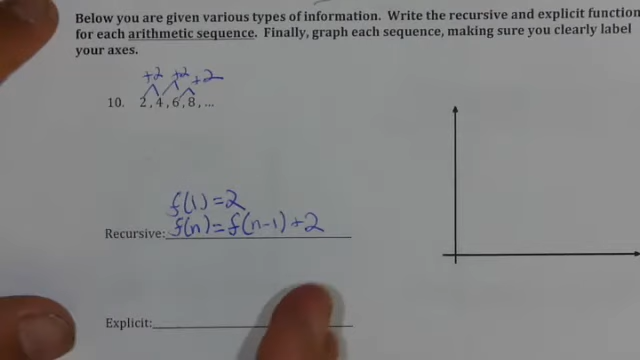 Below you are given various types of information. Write the recursive and explicit function
for each arithmetic sequence. Finally, graph each sequence, making sure you clearly label
your axes.
+2 +2 +2
10. 2, 4, 6, 8, ...
f(1)=2
Recursive: f(n)=f(n-1)+2
Explicit: